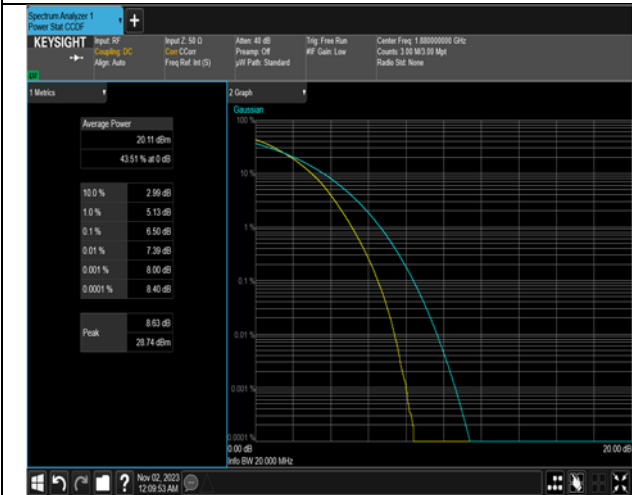 Spectrum Analyzer 1
Power Stat CCDF
KEYSIGHT
Input: RF
Coupling: DC
Align: Auto
Input Z: 50 Ω
Corr CCorr
Freq Ref: Int (S)
Atten: 40 dB
Preamp: Off
µW Path: Standard
Trig: Free Run
#IF Gain: Low
Center Freq: 1.880000000 GHz
Counts: 3.00 M/3.00 Mpt
Radio Std: None
1 Metrics
Average Power
20.11 dBm
43.51 % at 0 dB
10.0 % 2.99 dB
1.0 % 5.13 dB
0.1 % 6.50 dB
0.01 % 7.39 dB
0.001 % 8.00 dB
0.0001 % 8.40 dB
Peak
8.63 dB
28.74 dBm
2 Graph
Gaussian
100 %
10 %
1 %
0.1 %
0.01 %
0.001 %
0.0001 %
0.00 dB
20.00 dB
Info BW 20.000 MHz
Nov 02, 2023
12:09:53 AM